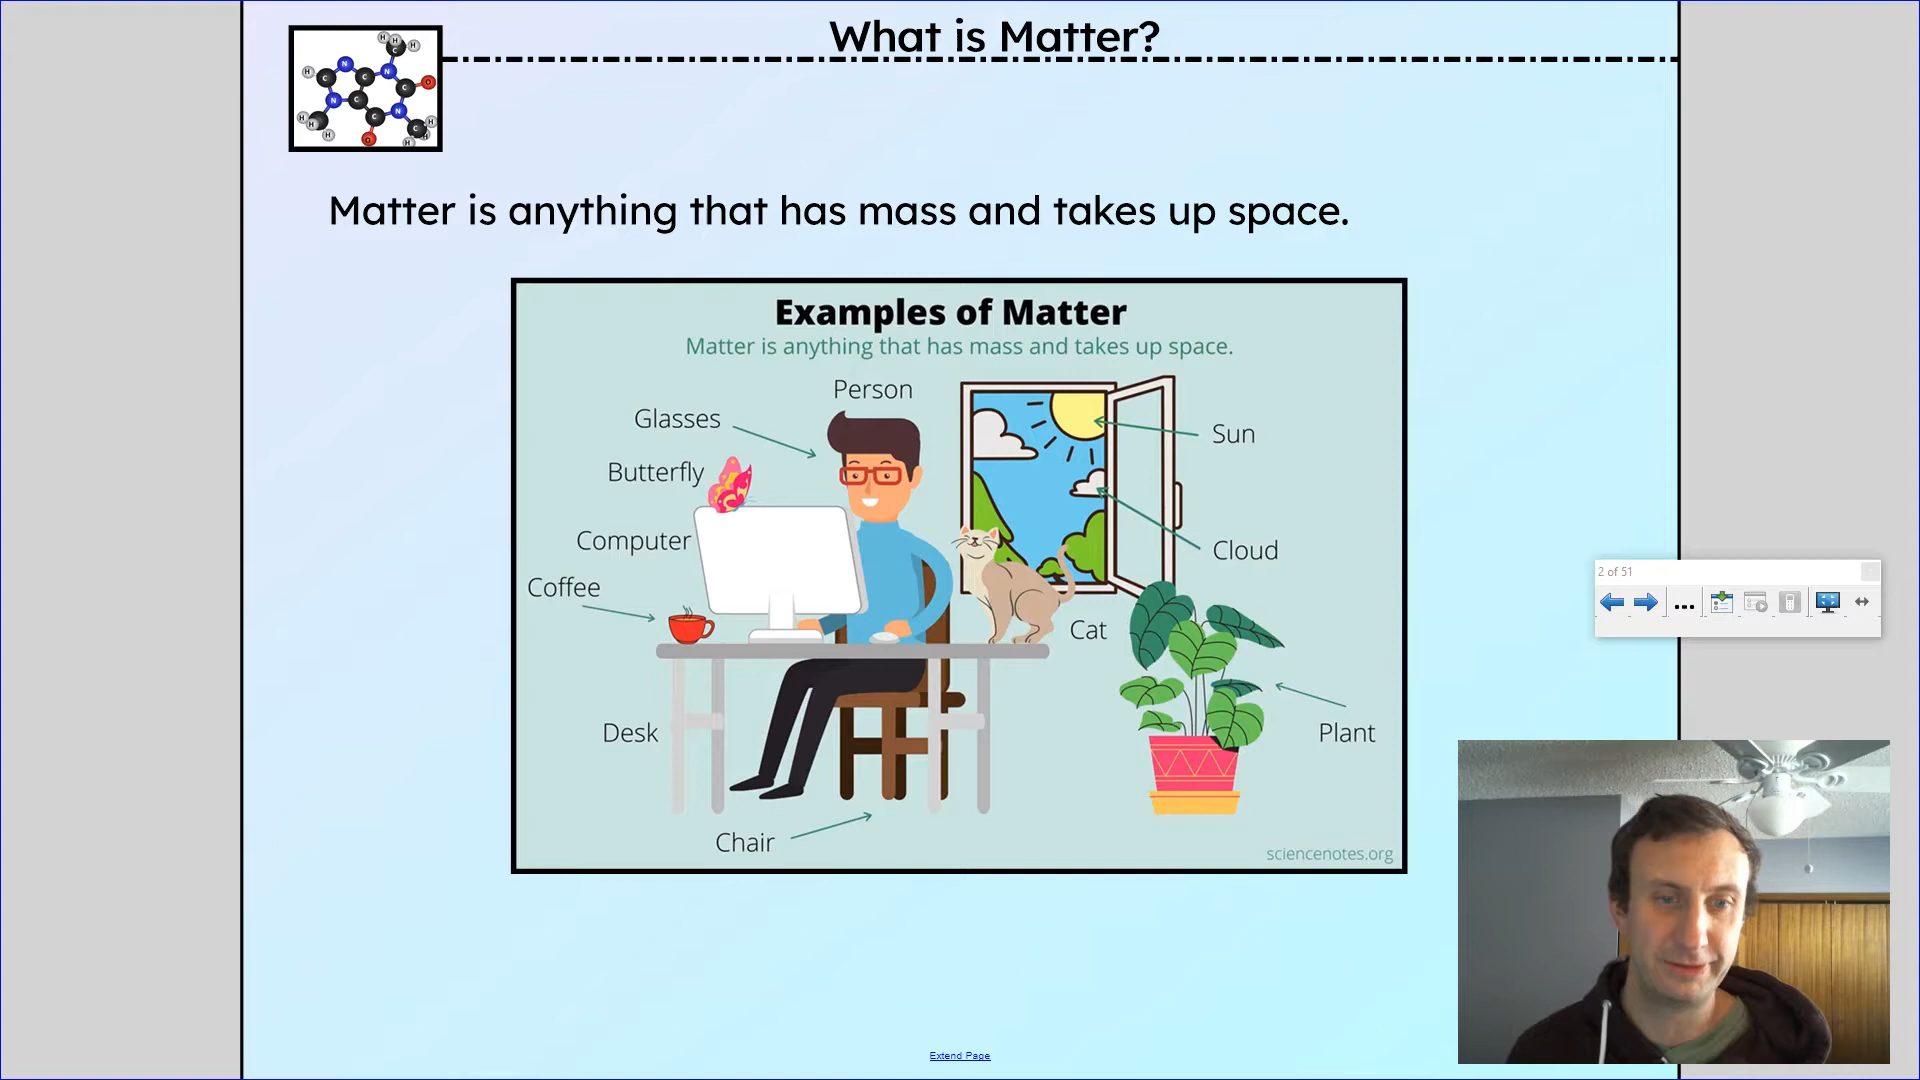 What is Matter?
Matter is anything that has mass and takes up space.
Examples of Matter
Matter is anything that has mass and takes up space.
Person
Glasses
Sun
Butterfly
Computer
Cloud
Coffee
Cat
Desk
Plant
Chair
sciencenotes.org
2 of 51
Extend Page